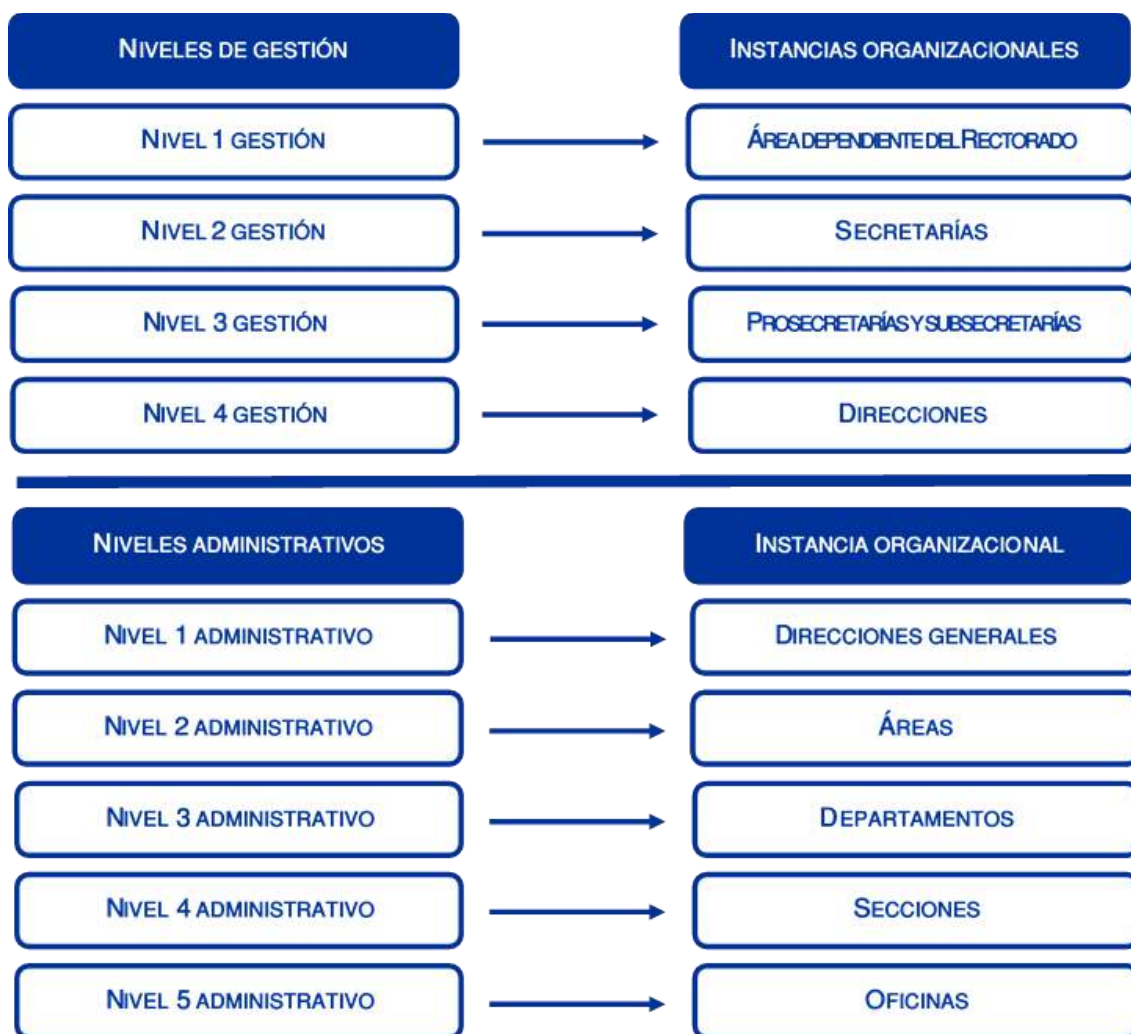 NIVELES DE GESTIÓN
INSTANCIAS ORGANIZACIONALES
NIVEL 1 GESTIÓN
ÁREA DEPENDIENTE DEL RECTORADO
NIVEL 2 GESTIÓN
SECRETARÍAS
NIVEL 3 GESTIÓN
PROSECRETARÍAS Y SUBSECRETARÍAS
NIVEL 4 GESTIÓN
DIRECCIONES
NIVELES ADMINISTRATIVOS
INSTANCIA ORGANIZACIONAL
NIVEL 1 ADMINISTRATIVO
DIRECCIONES GENERALES
NIVEL 2 ADMINISTRATIVO
ÁREAS
NIVEL 3 ADMINISTRATIVO
DEPARTAMENTOS
NIVEL 4 ADMINISTRATIVO
SECCIONES
NIVEL 5 ADMINISTRATIVO
OFICINAS